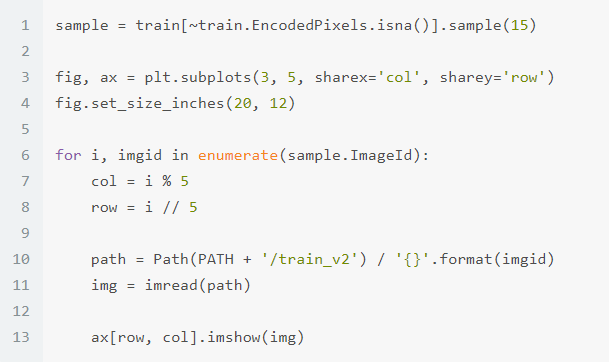 1 sample = train[~train.EncodedPixels.isna()].sample(15)
2
3 fig, ax = plt.subplots(3, 5, sharex='col', sharey='row')
4 fig.set_size_inches(20, 12)
5
6 for i, imgid in enumerate(sample.ImageId):
7     col = i % 5
8     row = i // 5
9
10     path = Path(PATH + '/train_v2') / '{}'.format(imgid)
11     img = imread(path)
12
13     ax[row, col].imshow(img)